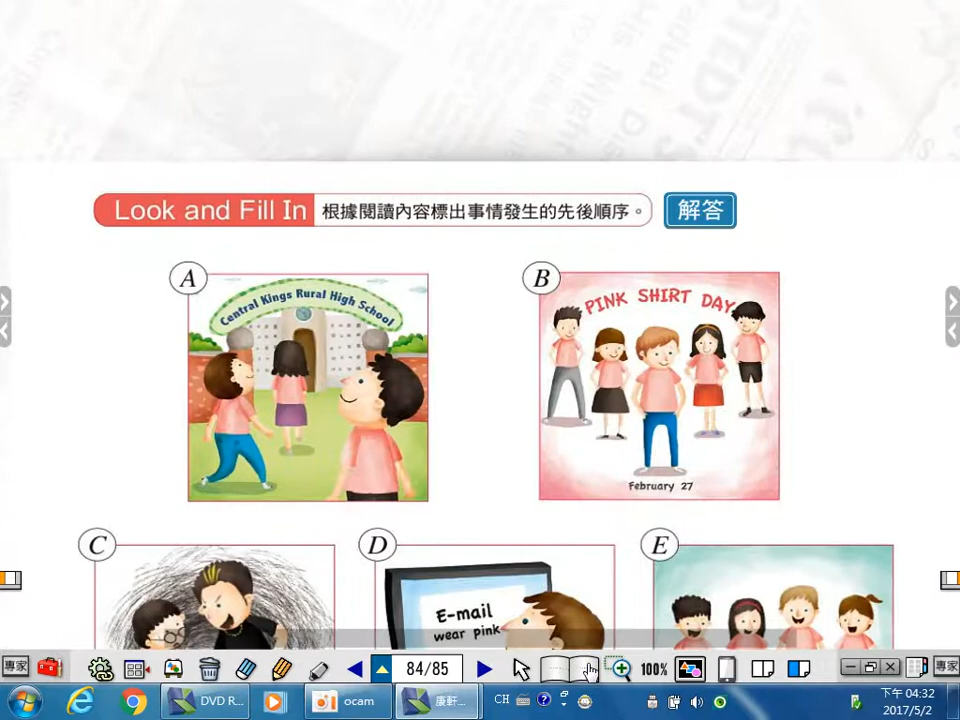 Look and Fill In 根據閱讀內容標出事情發生的先後順序。 解答
A
Central Kings Rural High School
B
PINK SHIRT DAY
February 27
C
D
E-mail
wear pink
E
專家
84/85
100%
專家
DVD R...
ocam
康軒...
CH
下午 04:32
2017/5/2